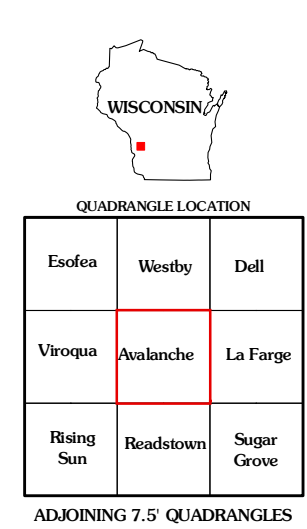 WISCONSIN
QUADRANGLE LOCATION
Esofea
Westby
Dell
Viroqua
Avalanche
La Farge
Rising
Sun
Readstown
Sugar
Grove
ADJOINING 7.5' QUADRANGLES